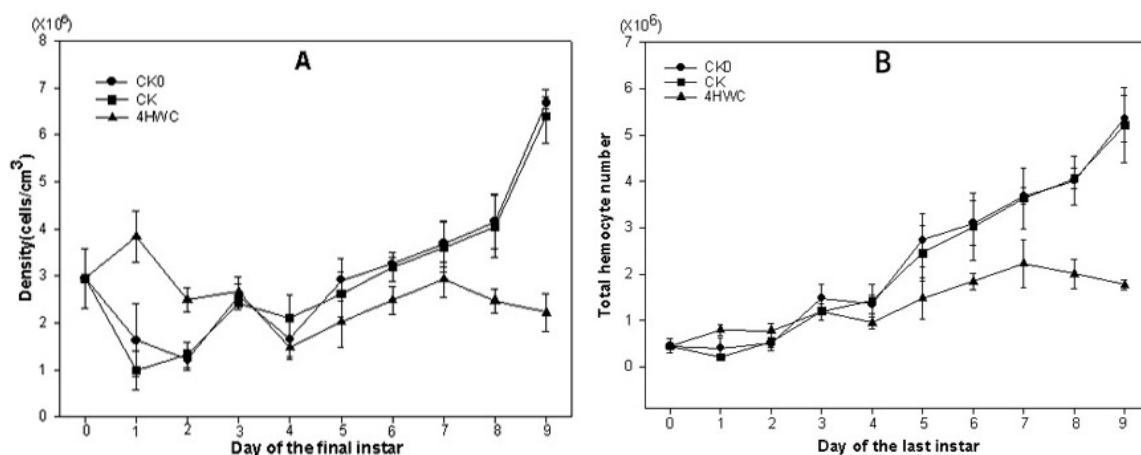 (X10⁶)
A
8
7
6
5
4
3
2
1
0
CK0
CK
4HWC
Density(cells/cm³)
0 1 2 3 4 5 6 7 8 9
Day of the final instar
(X10⁶)
B
7
6
5
4
3
2
1
0
CK0
CK
4HWC
Total hemocyte number
0 1 2 3 4 5 6 7 8 9
Day of the last instar